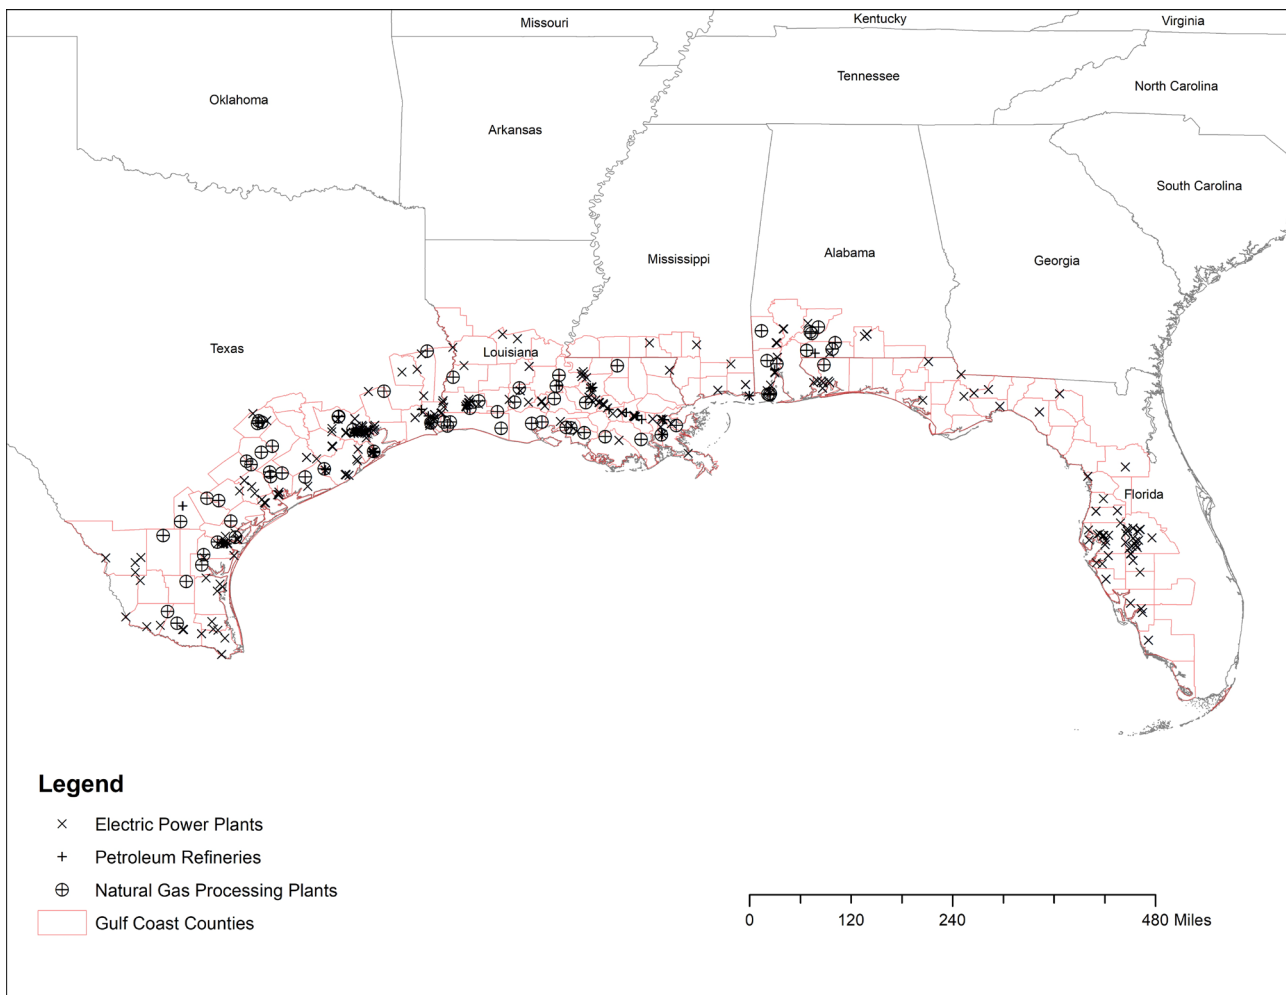 Missouri
Kentucky
Virginia
Oklahoma
Arkansas
Tennessee
North Carolina
South Carolina
Mississippi
Alabama
Georgia
Texas
Louisiana
Florida
Legend
Electric Power Plants
Petroleum Refineries
Natural Gas Processing Plants
Gulf Coast Counties
0 120 240 480 Miles